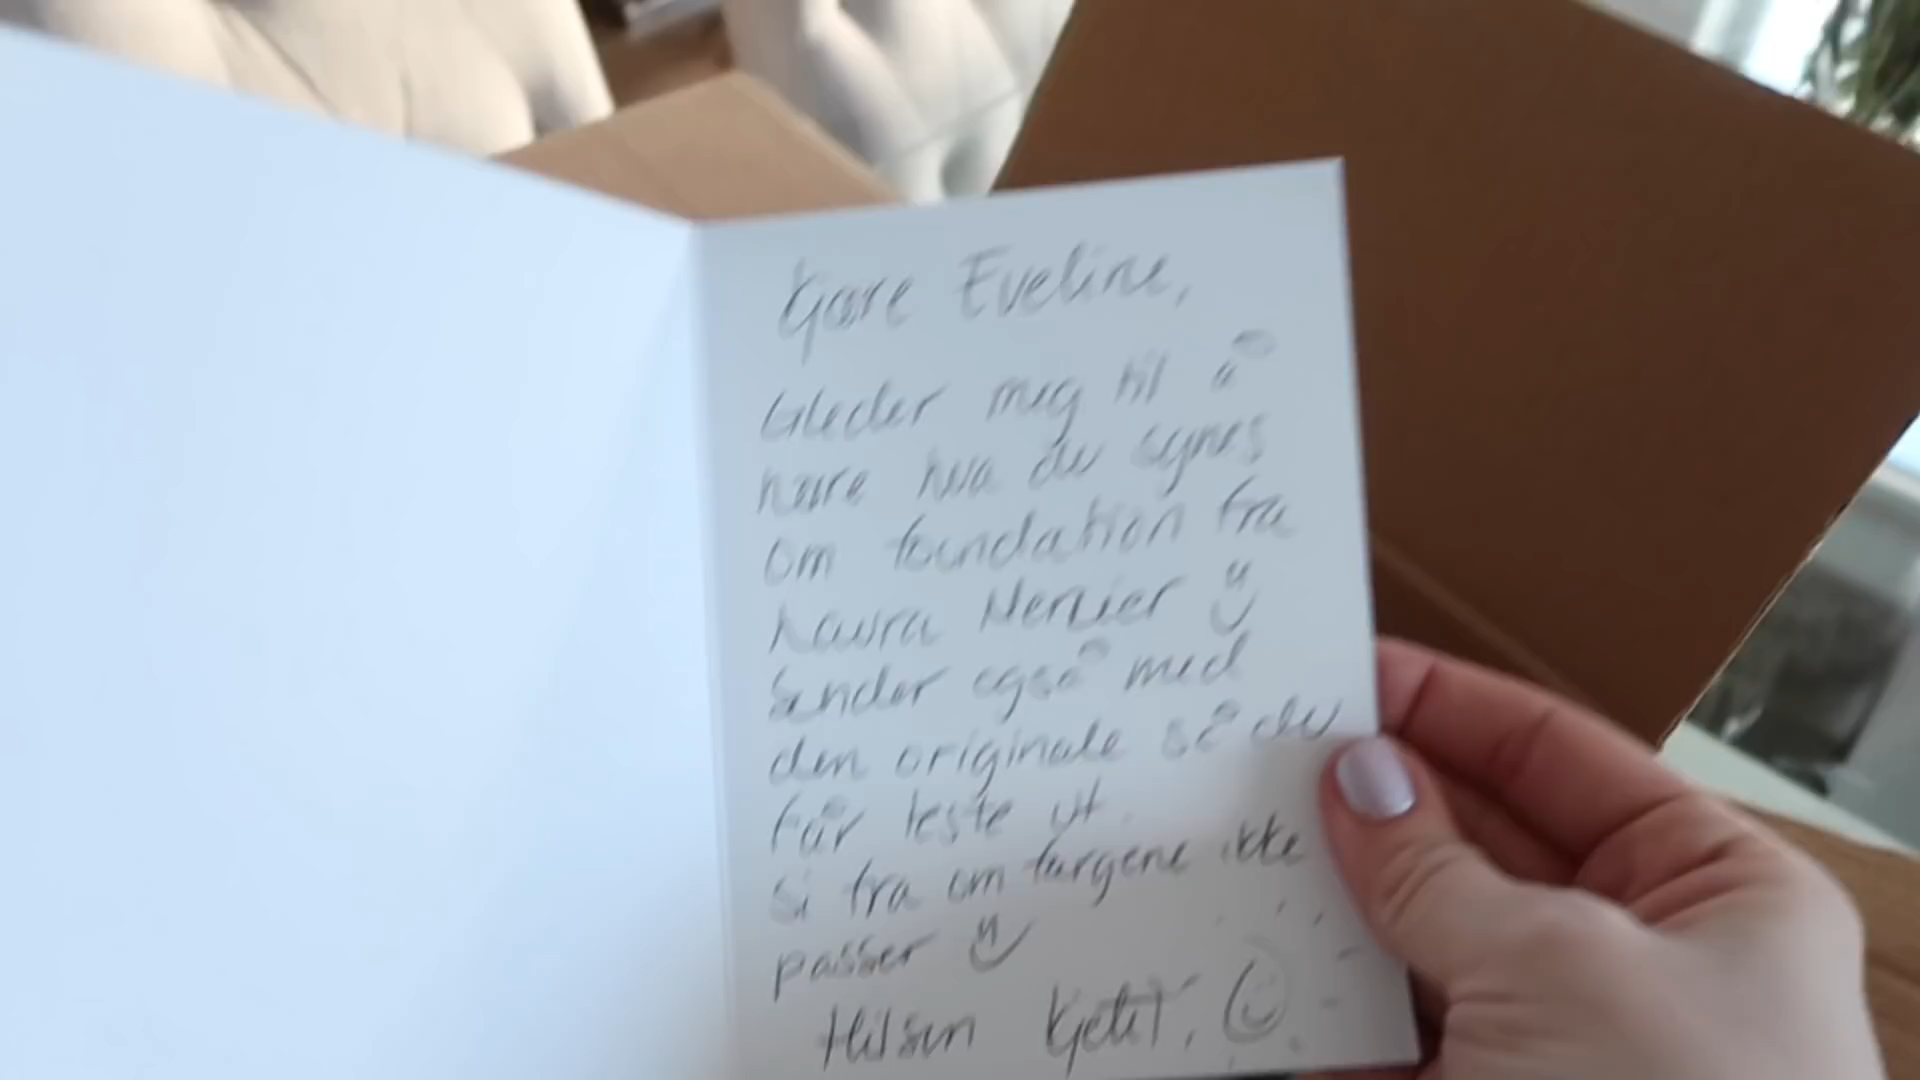 Kjære Eveline,
Gleder meg til å
høre hva du synes
om foundation fra
Laura Mercier
Sender også med
den originale så du
får teste ut.
Si fra om fargene ikke
passer
Hilsen Kjetil,